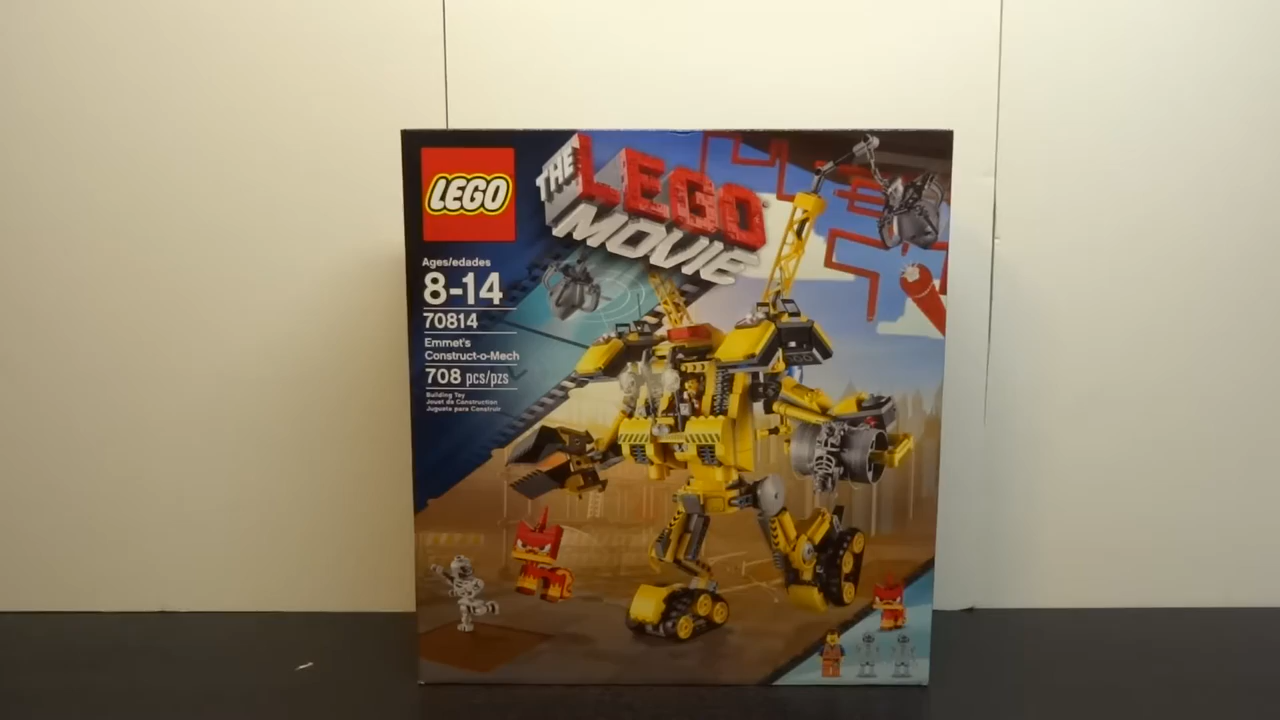 LEGO
THE
LEGO
MOVIE
Ages/edades
8-14
70814
Emmet's
Construct-o-Mech
708 pcs/pzs
Building Toy
Jouet de Construction
Juguete para Construir